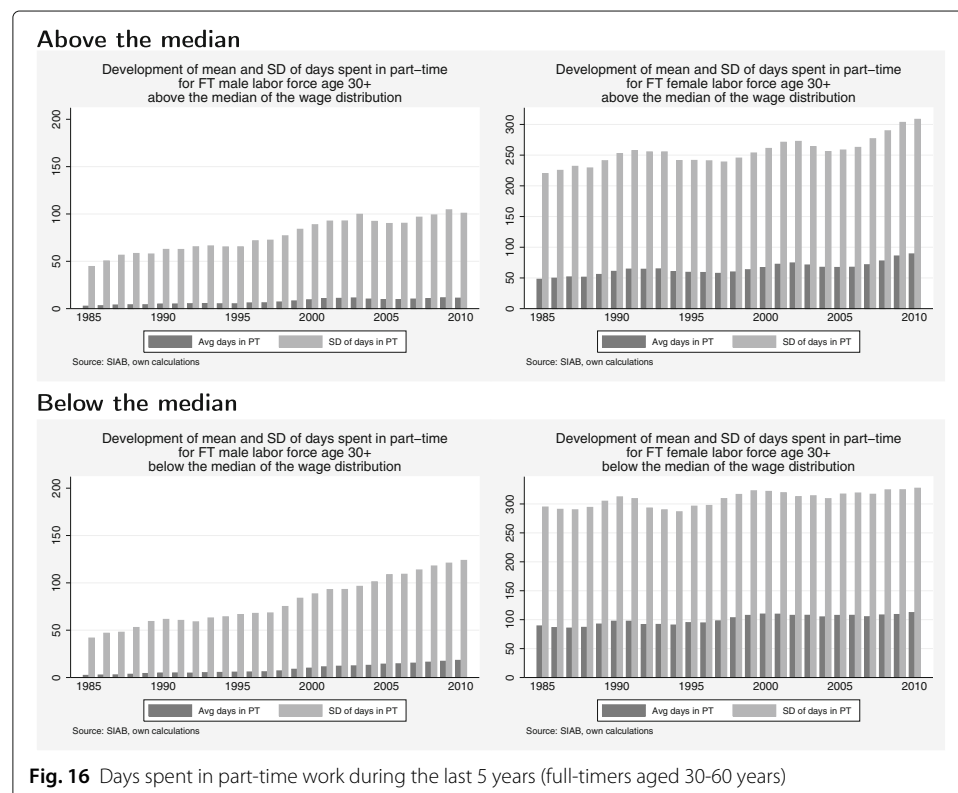 Above the median
Development of mean and SD of days spent in part–time
for FT male labor force age 30+
above the median of the wage distribution
200
150
100
50
0
1985 1990 1995 2000 2005 2010
Avg days in PT SD of days in PT
Source: SIAB, own calculations
Development of mean and SD of days spent in part–time
for FT female labor force age 30+
above the median of the wage distribution
300
250
200
150
100
50
0
1985 1990 1995 2000 2005 2010
Avg days in PT SD of days in PT
Source: SIAB, own calculations
Below the median
Development of mean and SD of days spent in part–time
for FT male labor force age 30+
below the median of the wage distribution
200
150
100
50
0
1985 1990 1995 2000 2005 2010
Avg days in PT SD of days in PT
Source: SIAB, own calculations
Development of mean and SD of days spent in part–time
for FT female labor force age 30+
below the median of the wage distribution
300
250
200
150
100
50
0
1985 1990 1995 2000 2005 2010
Avg days in PT SD of days in PT
Source: SIAB, own calculations
Fig. 16 Days spent in part-time work during the last 5 years (full-timers aged 30-60 years)